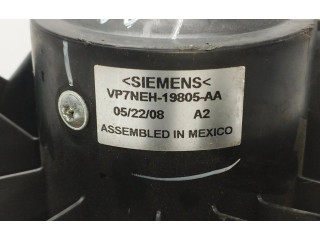 <SIEMENS<
VP7NEH-19805-AA
05/22/08 A2
ASSEMBLED IN MEXICO